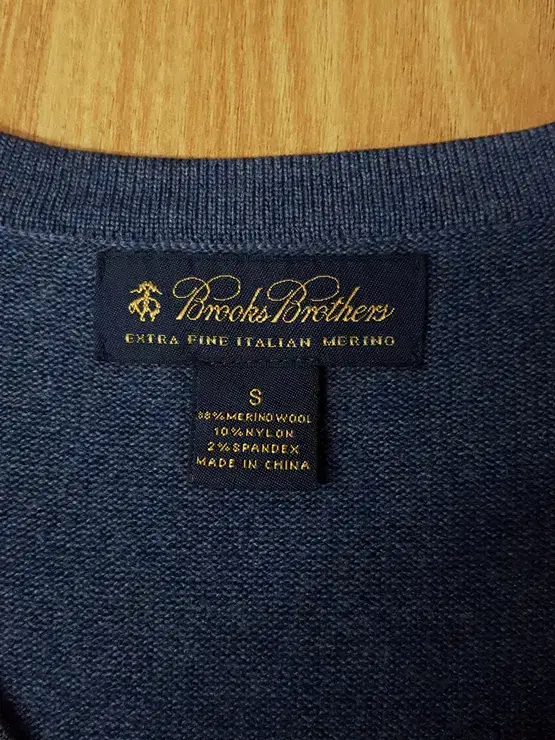 Brooks Brothers
EXTRA FINE ITALIAN MERINO
S
88% MERINO WOOL
10% NYLON
2% SPANDEX
MADE IN CHINA